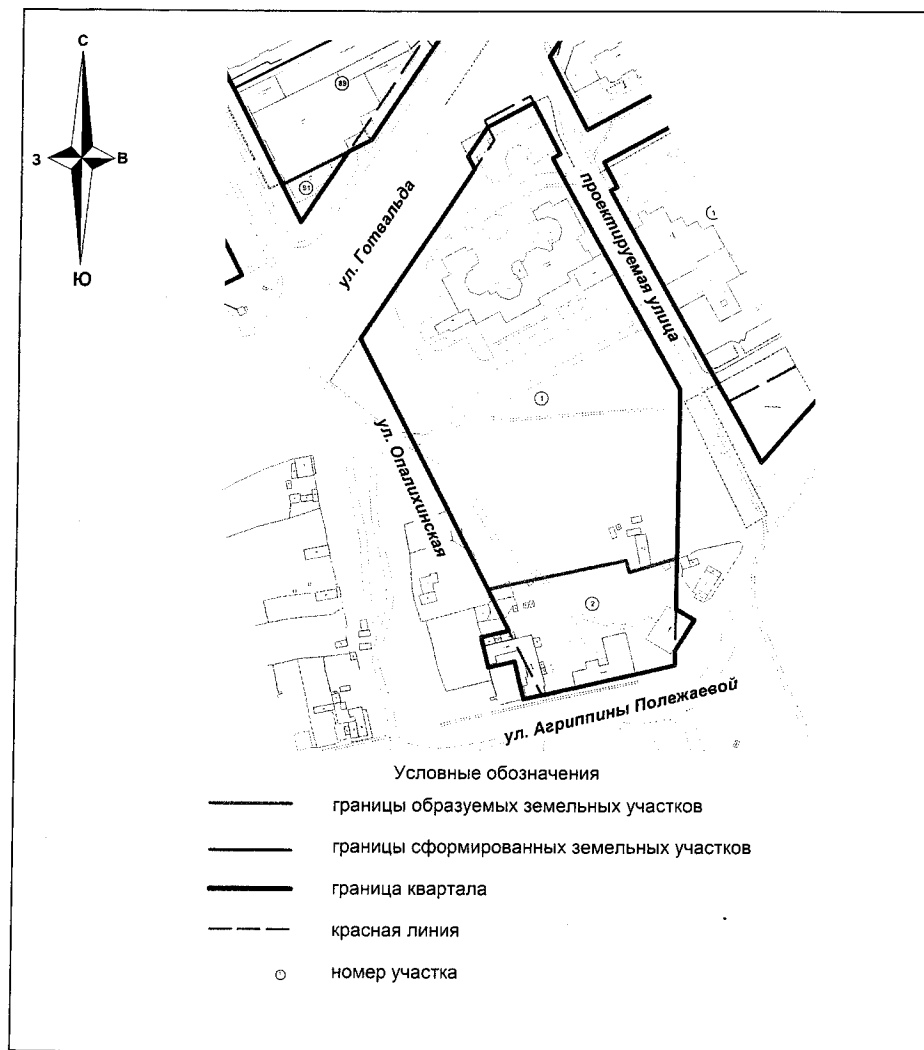 С
З
В
Ю
89
51
1
ул. Готвальда
проектируемая улица
1
ул. Опалихинская
2
ул. Агриппины Полежаевой
Условные обозначения
границы образуемых земельных участков
границы сформированных земельных участков
граница квартала
красная линия
номер участка